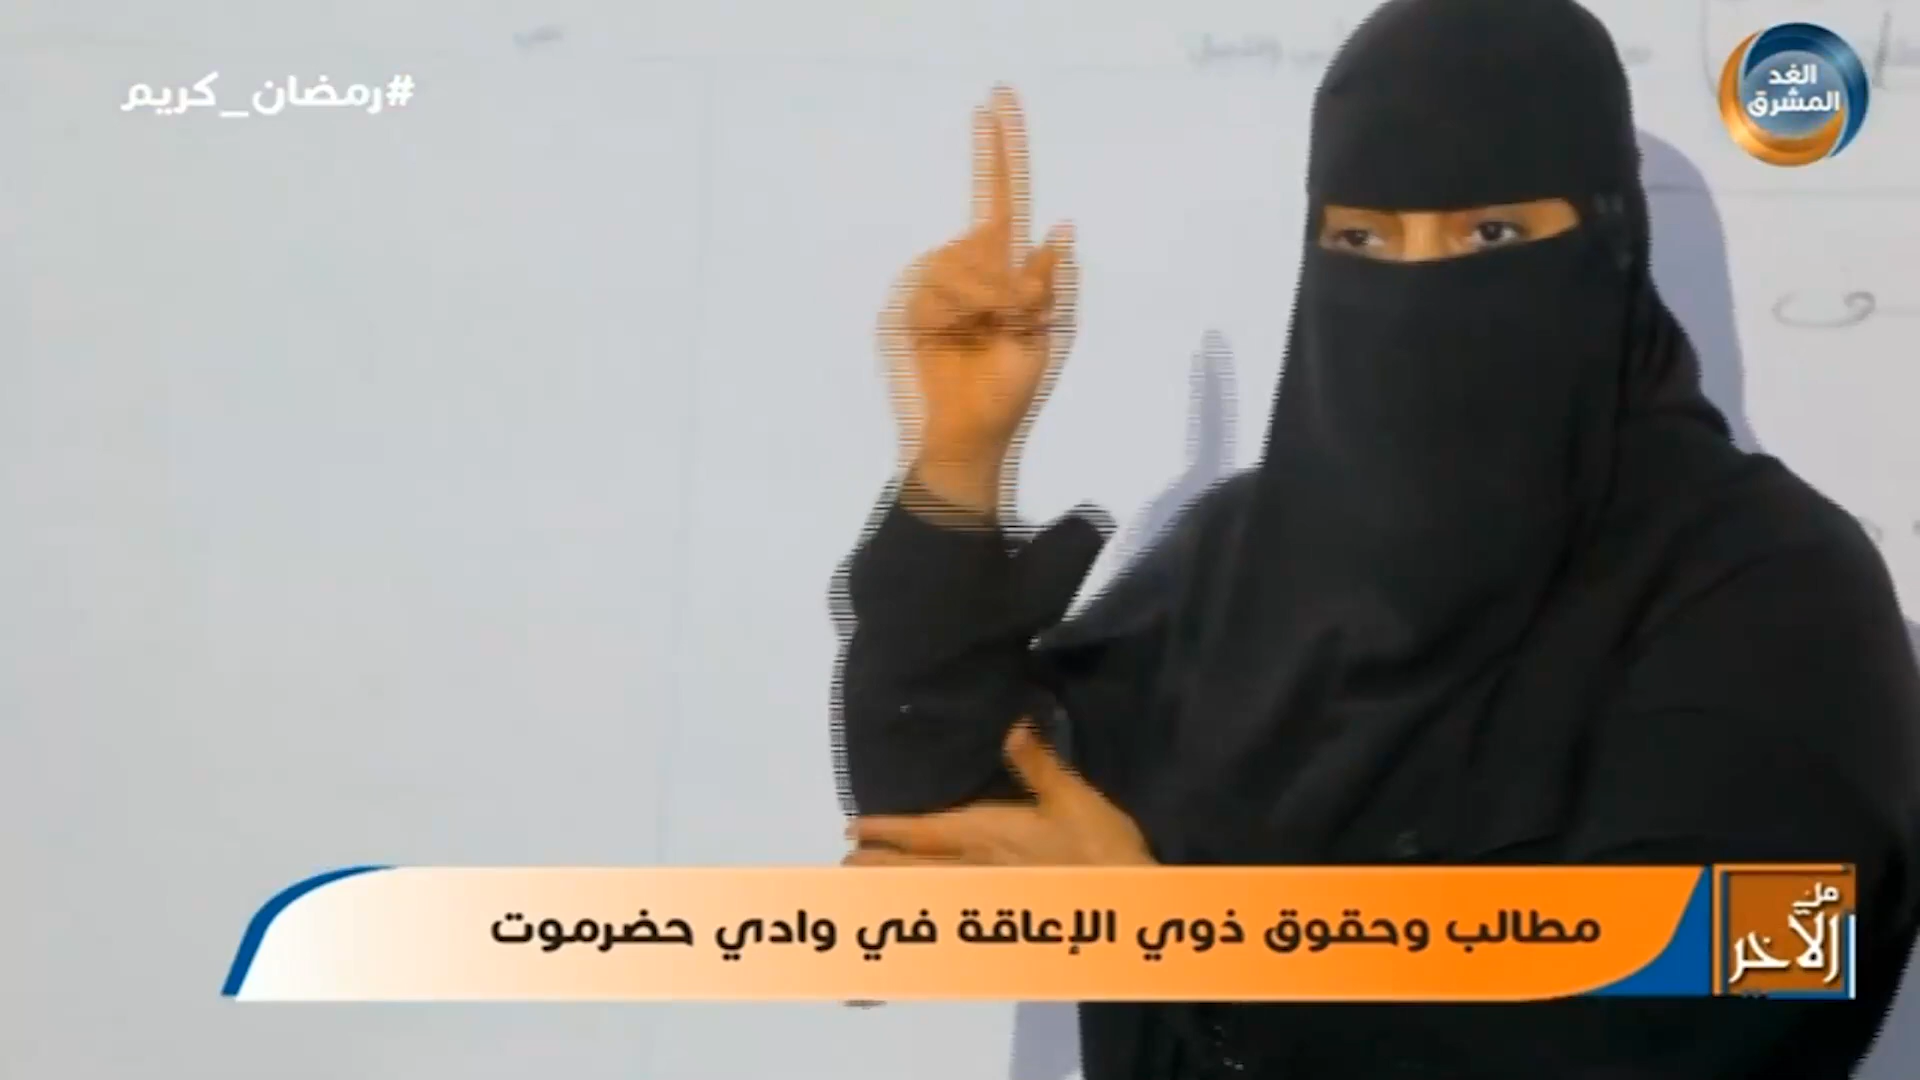 #رمضان_كريم
الغد
المشرق
مطالب وحقوق ذوي الإعاقة في وادي حضرموت
من
الآخر